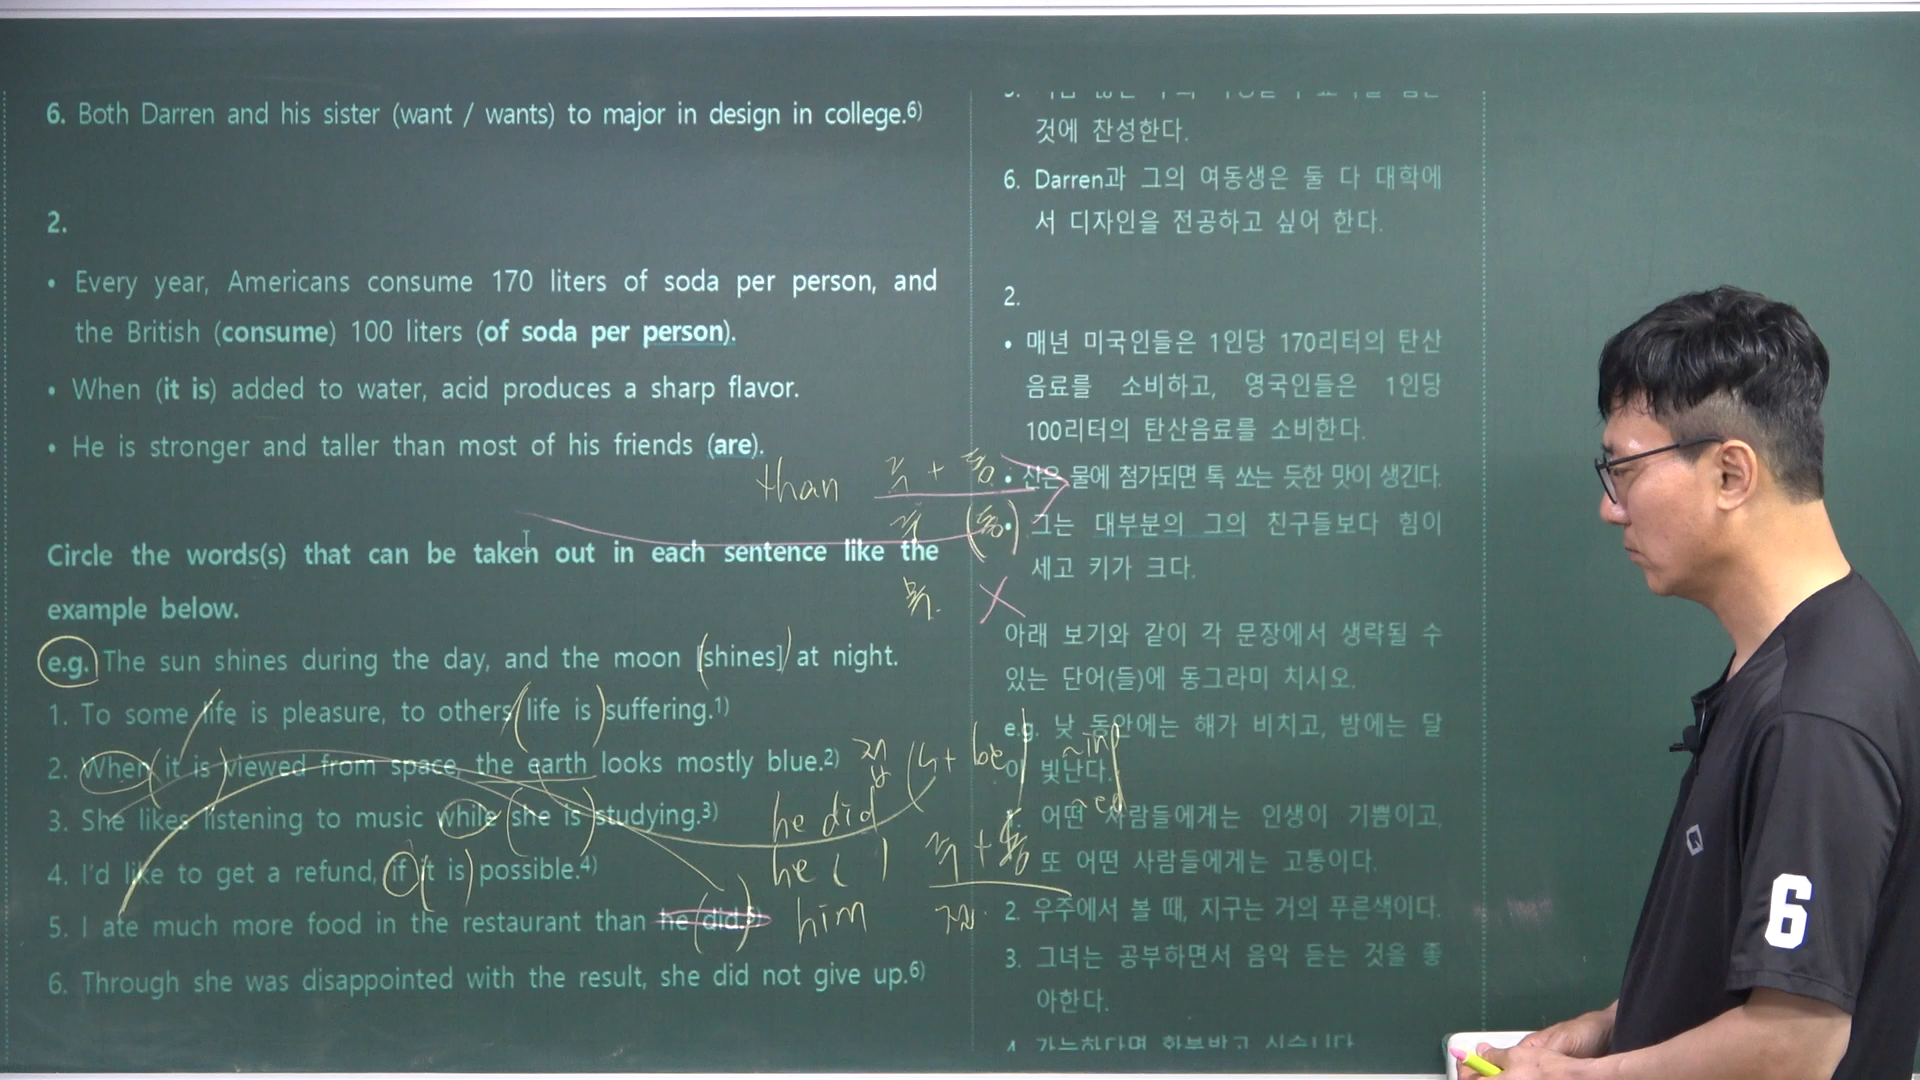 6. Both Darren and his sister (want / wants) to major in design in college.6)
2.
• Every year, Americans consume 170 liters of soda per person, and
the British (consume) 100 liters (of soda per person).
• When (it is) added to water, acid produces a sharp flavor.
• He is stronger and taller than most of his friends (are).
than 주 + 동
주 (동)
목.
Circle the words(s) that can be taken out in each sentence like the
example below.
e.g. The sun shines during the day, and the moon [shines] at night.
1. To some life is pleasure, to others (life is) suffering.1)
2. When (it is) viewed from space, the earth looks mostly blue.2)
3. She likes listening to music while (she is) studying.3)
4. I'd like to get a refund, if (it is) possible.4)
5. I ate much more food in the restaurant than he (did.5)
6. Through she was disappointed with the result, she did not give up.6)
접 (S + be)
~ing
~ed
he did
he ( )
him
주 + 동
것에 찬성한다.
6. Darren과 그의 여동생은 둘 다 대학에
서 디자인을 전공하고 싶어 한다.
2.
• 매년 미국인들은 1인당 170리터의 탄산
음료를 소비하고, 영국인들은 1인당
100리터의 탄산음료를 소비한다.
• 산은 물에 첨가되면 톡 쏘는 듯한 맛이 생긴다.
• 그는 대부분의 그의 친구들보다 힘이
세고 키가 크다.
아래 보기와 같이 각 문장에서 생략될 수
있는 단어(들)에 동그라미 치시오.
e.g. 낮 동안에는 해가 비치고, 밤에는 달
이 빛난다.
1. 어떤 사람들에게는 인생이 기쁨이고,
또 어떤 사람들에게는 고통이다.
2. 우주에서 볼 때, 지구는 거의 푸른색이다.
3. 그녀는 공부하면서 음악 듣는 것을 좋
아한다.
6